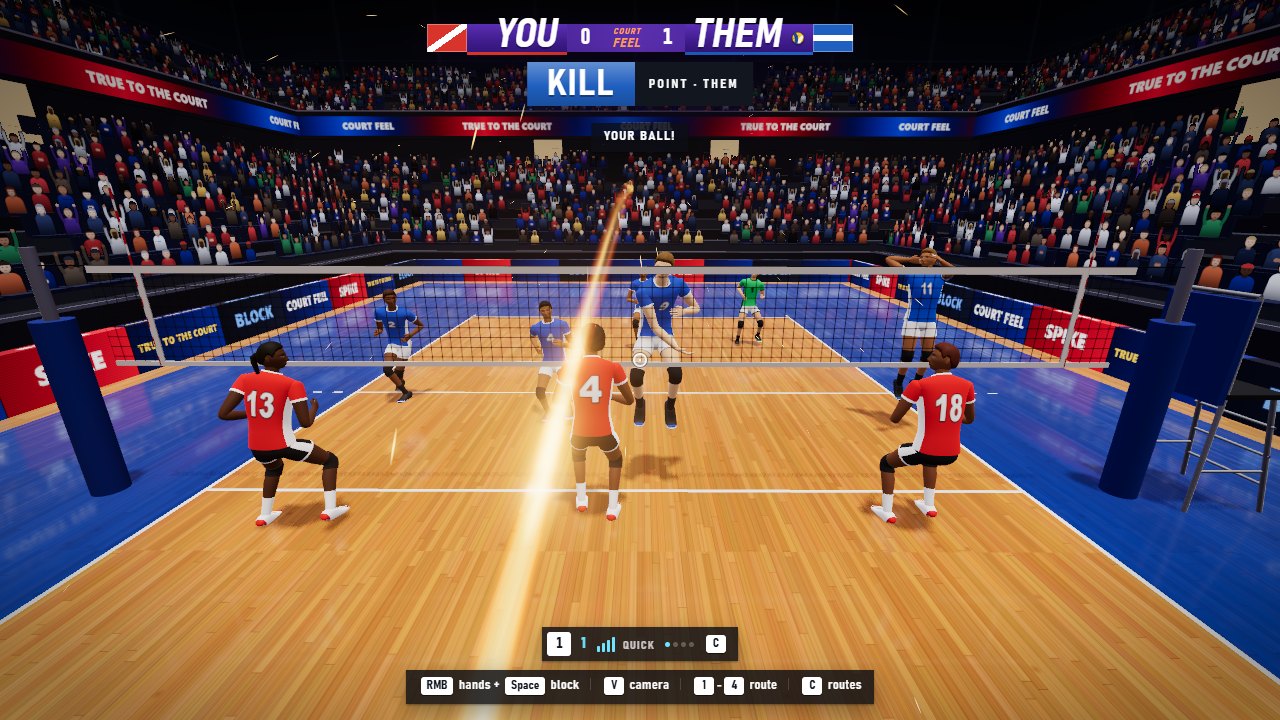 YOU 0 COURT FEEL 1 THEM
KILL POINT - THEM
YOUR BALL!
TRUE TO THE COURT
COURT FEEL
TRUE TO THE COURT
TRUE TO THE COURT
COURT FEEL
COURT FEEL
TRUE TO THE COURT
TRUE TO THE COURT
BLOCK
COURT FEEL
SPIKE
SPIKE
BLOCK
COURT FEEL
SPIKE
TRUE
2
2
11
13
4
18
1 1 QUICK C
RMB hands + Space block V camera 1 - 4 route C routes